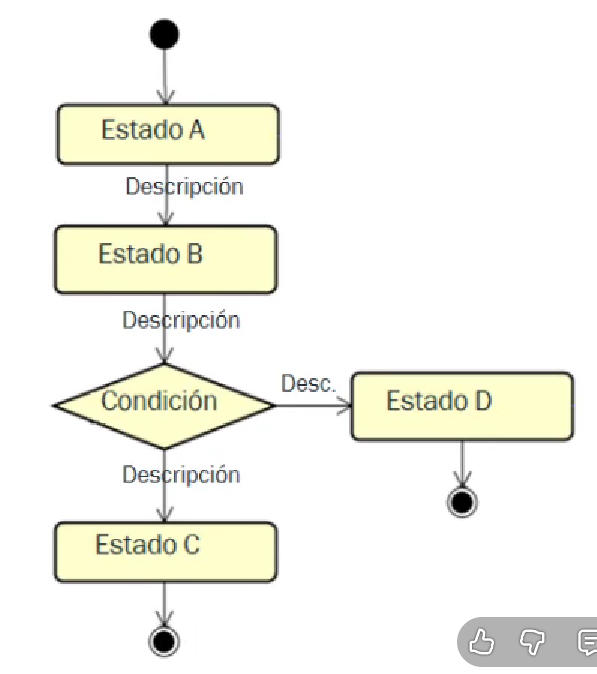 Estado A
Descripción
Estado B
Descripción
Condición
Desc.
Estado D
Descripción
Estado C